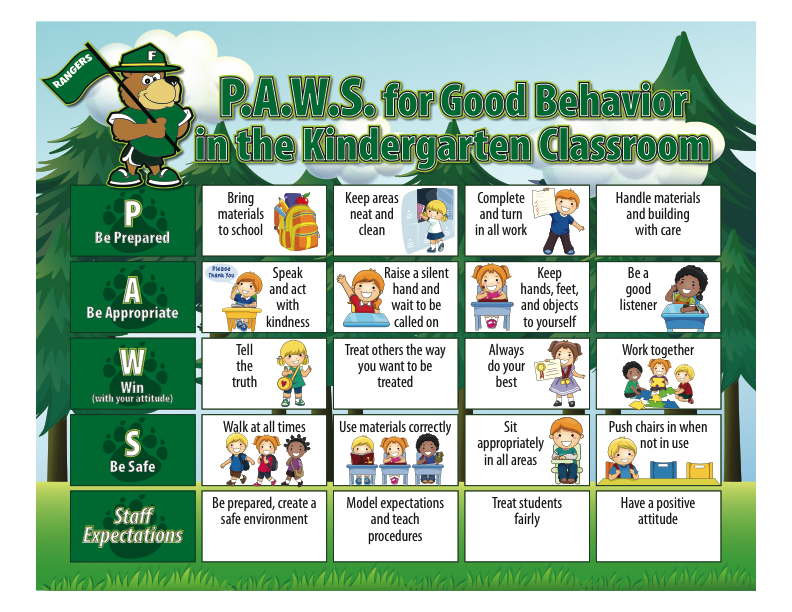 RANGERS
F
P.A.W.S. for Good Behavior
in the Kindergarten Classroom
P
Be Prepared
Bring
materials
to school
Keep areas
neat and
clean
Complete
and turn
in all work
Handle materials
and building
with care
A
Be Appropriate
Please
Thank You
Speak
and act
with
kindness
Raise a silent
hand and
wait to be
called on
Keep
hands, feet,
and objects
to yourself
Be a
good
listener
W
Win
(with your attitude)
Tell
the
truth
Treat others the way
you want to be
treated
Always
do your
best
Work together
S
Be Safe
Walk at all times
Use materials correctly
Sit
appropriately
in all areas
Push chairs in when
not in use
Staff
Expectations
Be prepared, create a
safe environment
Model expectations
and teach
procedures
Treat students
fairly
Have a positive
attitude